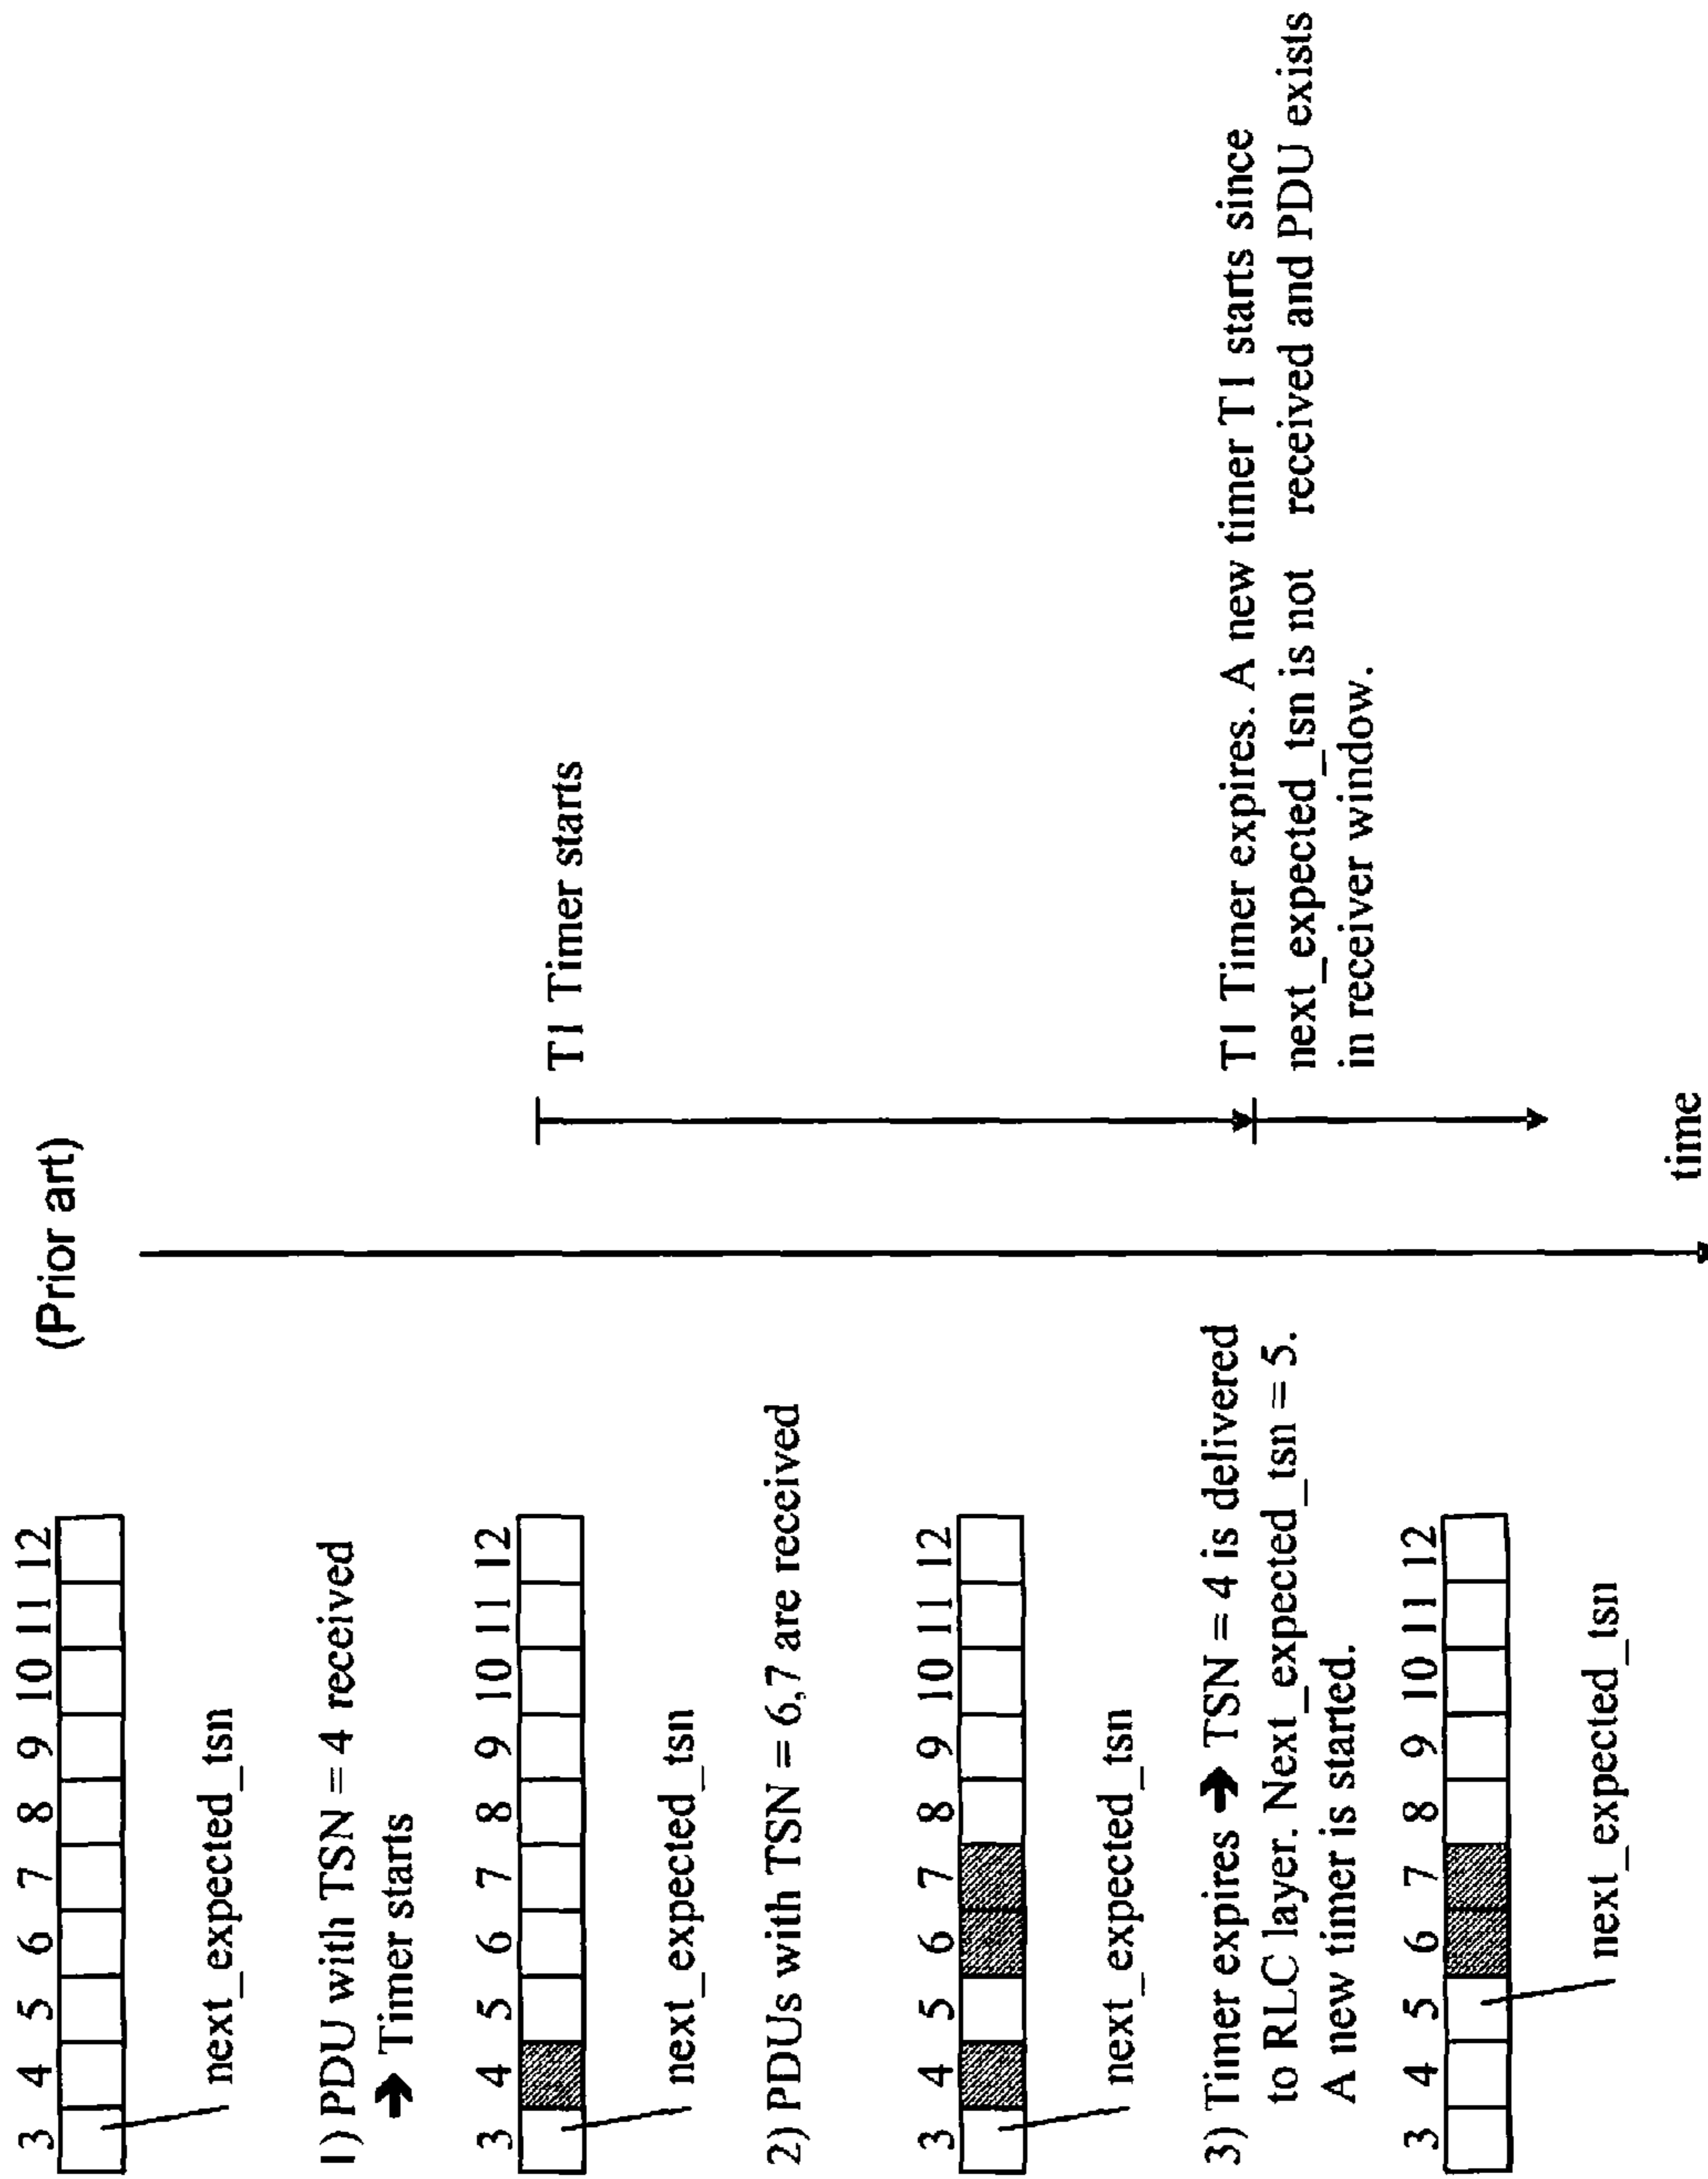 (Prior art)
3 4 5 6 7 8 9 10 11 12
next_expected_tsn
1) PDU with TSN = 4 received
➔ Timer starts
3 4 5 6 7 8 9 10 11 12
next_expected_tsn
T1 Timer starts
2) PDUs with TSN = 6,7 are received
3 4 5 6 7 8 9 10 11 12
next_expected_tsn
3) Timer expires ➔ TSN = 4 is delivered
to RLC layer. Next_expected_tsn = 5.
A new timer is started.
3 4 5 6 7 8 9 10 11 12
next_expected_tsn
T1 Timer expires. A new timer T1 starts since
next_expected_tsn is not received and PDU exists
in receiver window.
time